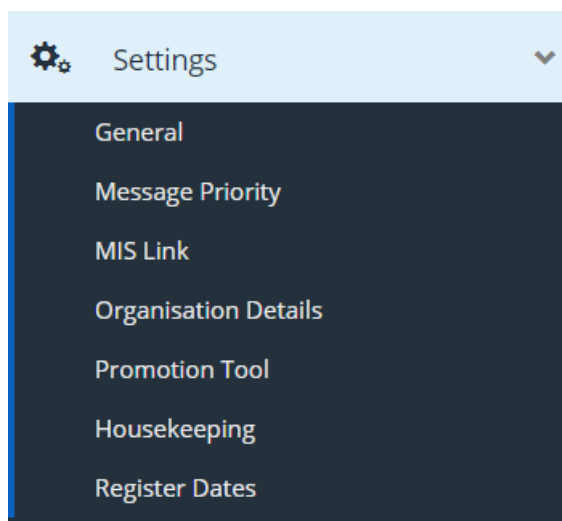 Settings
General
Message Priority
MIS Link
Organisation Details
Promotion Tool
Housekeeping
Register Dates